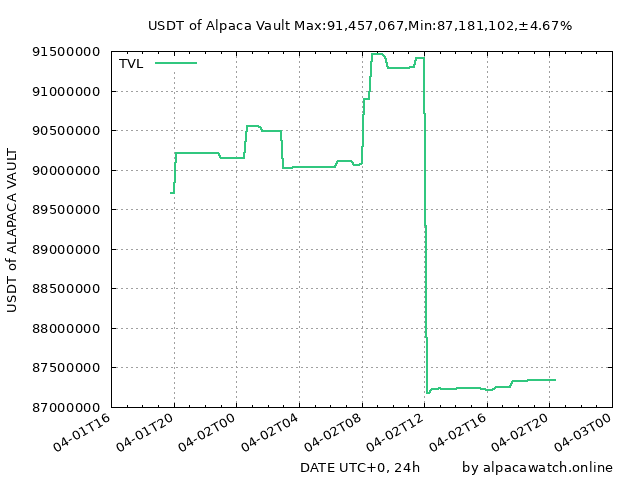 USDT of Alpaca Vault Max:91,457,067,Min:87,181,102,±4.67%
TVL
USDT of ALAPACA VAULT
91500000
91000000
90500000
90000000
89500000
89000000
88500000
88000000
87500000
87000000
04-01T16
04-01T20
04-02T00
04-02T04
04-02T08
04-02T12
04-02T16
04-02T20
04-03T00
DATE UTC+0, 24h
by alpacawatch.online